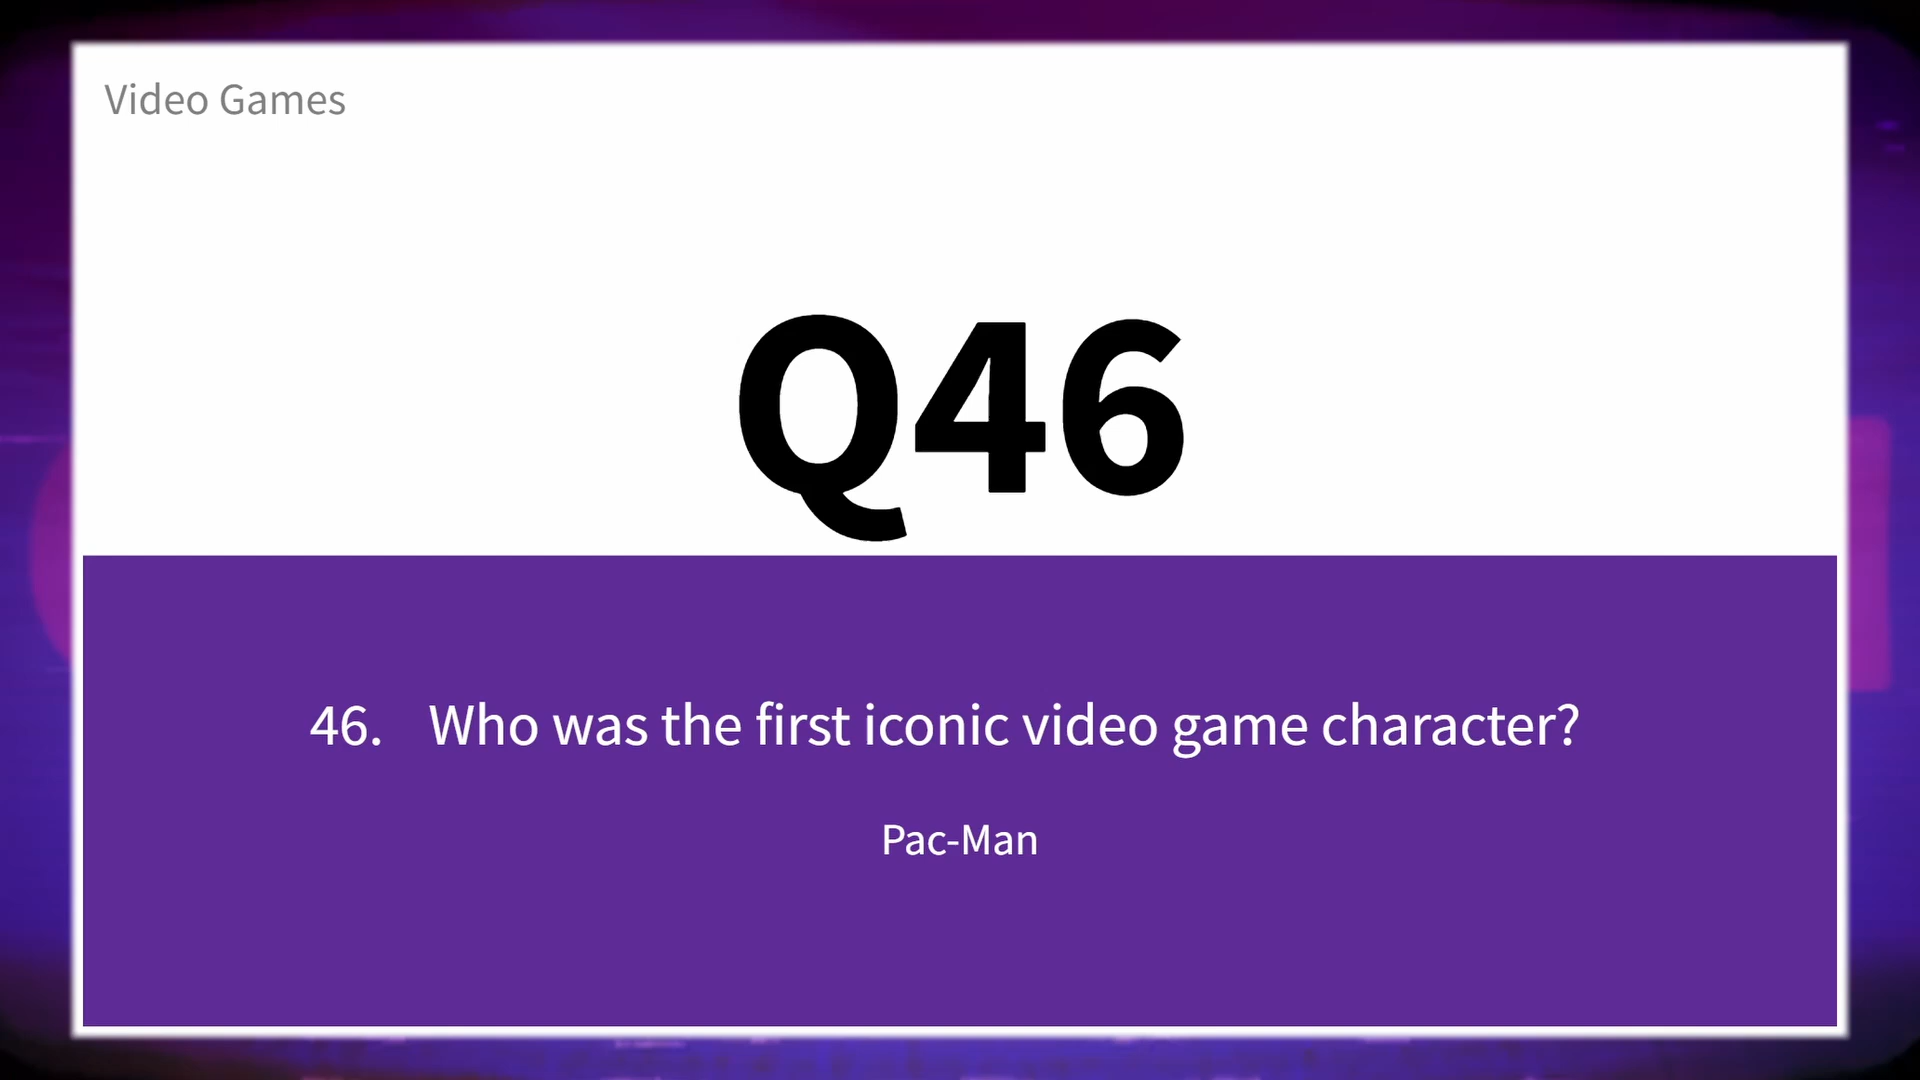 Video Games
Q46
46. Who was the first iconic video game character?
Pac-Man